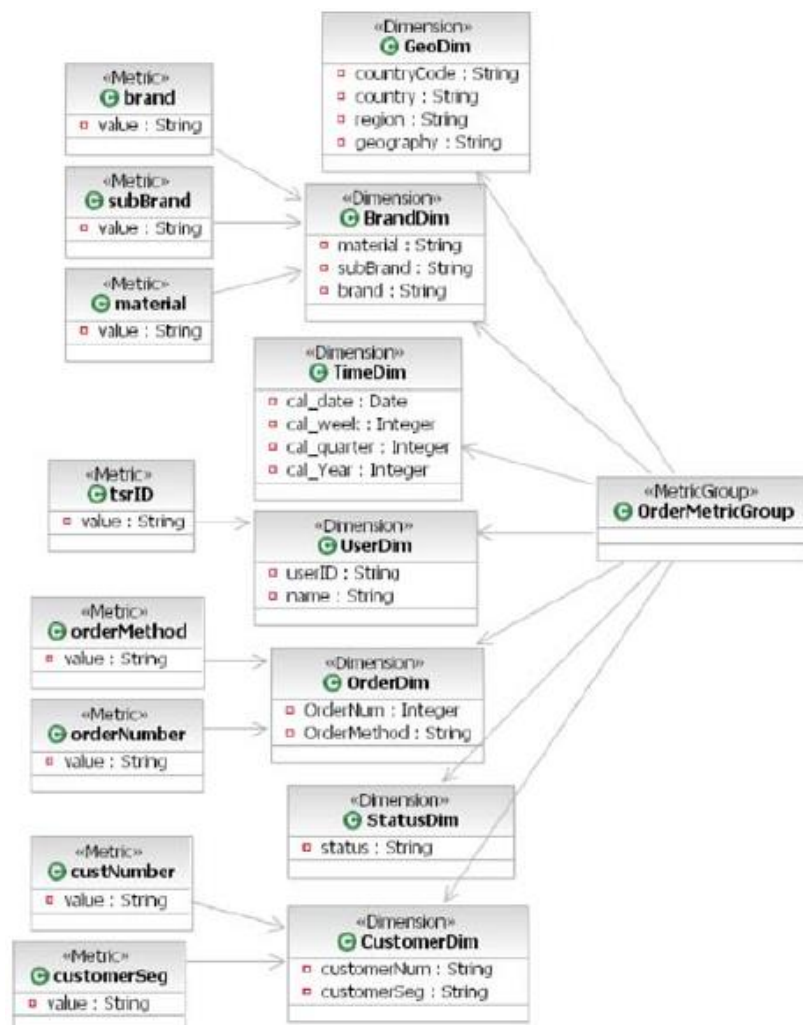 «Metric»
brand
value : String
«Metric»
subBrand
value : String
«Metric»
material
value : String
«Metric»
tsrID
value : String
«Metric»
orderMethod
value : String
«Metric»
orderNumber
value : String
«Metric»
custNumber
value : String
«Metric»
customerSeg
value : String
«Dimension»
GeoDim
countryCode : String
country : String
region : String
geography : String
«Dimension»
BrandDim
material : String
subBrand : String
brand : String
«Dimension»
TimeDim
cal_date : Date
cal_week : Integer
cal_quarter : Integer
cal_Year : Integer
«Dimension»
UserDim
userID : String
name : String
«Dimension»
OrderDim
OrderNum : Integer
OrderMethod : String
«Dimension»
StatusDim
status : String
«Dimension»
CustomerDim
customerNum : String
customerSeg : String
«MetricGroup»
OrderMetricGroup